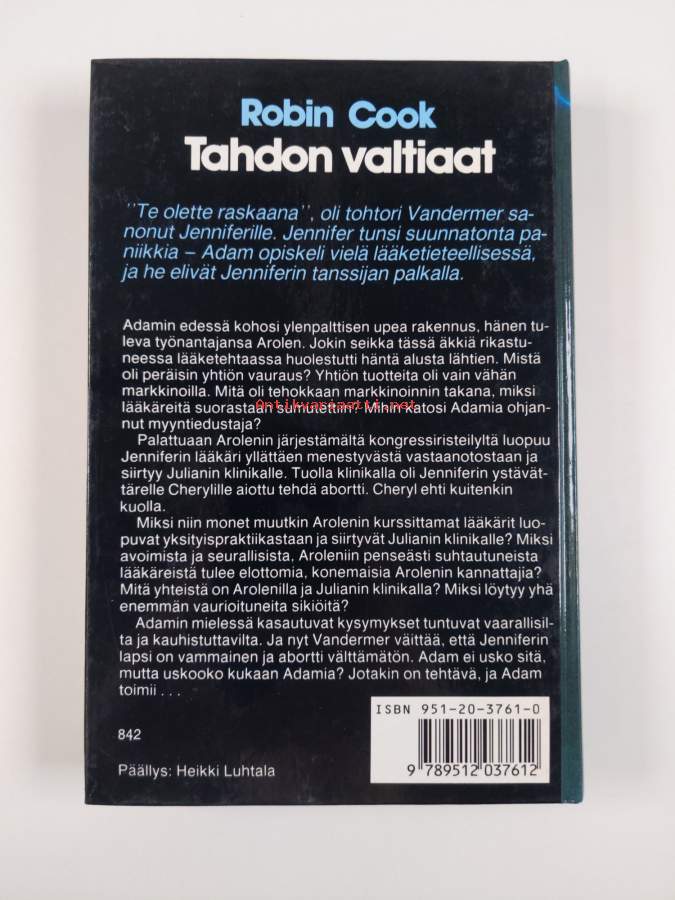 Robin Cook
Tahdon valtiaat
"Te olette raskaana", oli tohtori Vandermer sa-
nonut Jenniferille. Jennifer tunsi suunnatonta pa-
niikkia – Adam opiskeli vielä lääketieteellisessä,
ja he elivät Jenniferin tanssijan palkalla.
Adamin edessä kohosi ylenpalttisen upea rakennus, hänen tu-
leva työnantajansa Arolen. Jokin seikka tässä äkkiä rikastu-
neessa lääketehtaassa huolestutti häntä alusta lähtien. Mistä
oli peräisin yhtiön vauraus? Yhtiön tuotteita oli vain vähän
markkinoilla. Mitä oli tehokkaan markkinoinnin takana, miksi
lääkäreitä suorastaan sumutettiin? Mihin katosi Adamia ohjan-
nut myyntiedustaja?
Antikvariaatti.net
Palattuaan Arolenin järjestämältä kongressiristeilyltä luopuu
Jenniferin lääkäri yllättäen menestyvästä vastaanotostaan ja
siirtyy Julianin klinikalle. Tuolla klinikalla oli Jenniferin ystävät-
tärelle Cherylille aiottu tehdä abortti. Cheryl ehti kuitenkin
kuolla.
Miksi niin monet muutkin Arolenin kurssittamat lääkärit luo-
puvat yksityispraktiikastaan ja siirtyvät Julianin klinikalle? Miksi
avoimista ja seurallisista, Aroleniin penseästi suhtautuneista
lääkäreistä tulee elottomia, konemaisia Arolenin kannattajia?
Mitä yhteistä on Arolenilla ja Julianin klinikalla? Miksi löytyy yhä
enemmän vaurioituneita sikiöitä?
Adamin mielessä kasautuvat kysymykset tuntuvat vaarallisil-
ta ja kauhistuttavilta. Ja nyt Vandermer väittää, että Jenniferin
lapsi on vammainen ja abortti välttämätön. Adam ei usko sitä,
mutta uskooko kukaan Adamia? Jotakin on tehtävä, ja Adam
toimii . . .
ISBN 951-20-3761-0
9 789512 037612
842
Päällys: Heikki Luhtala